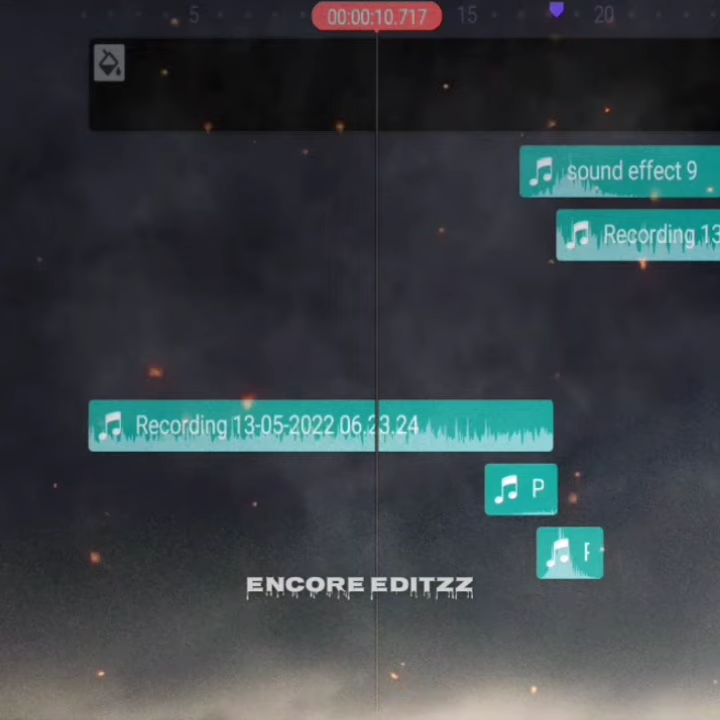 5 00:00:10.717 15 20
sound effect 9
Recording 13
Recording 13-05-2022 06.23.24
P
ENCORE EDITZZ